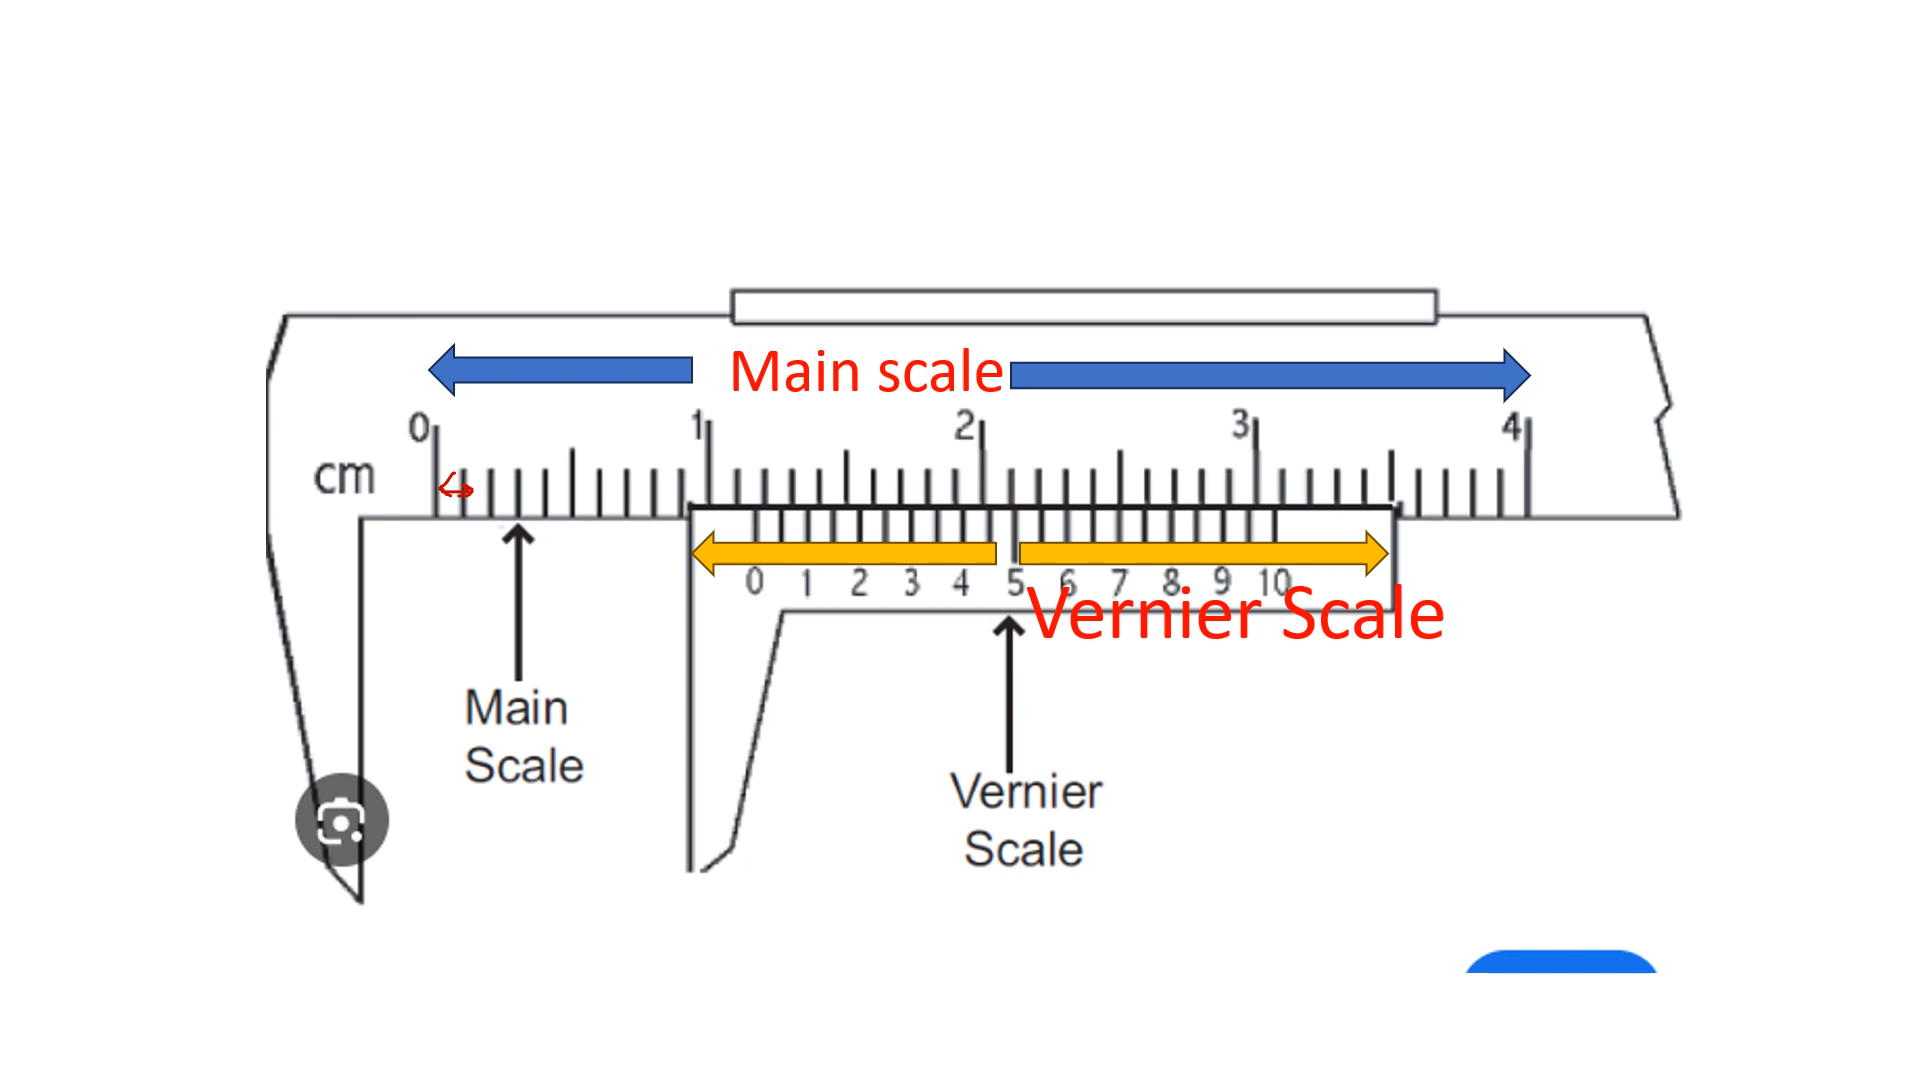 Main scale
0 1 2 3 4
cm
0 1 2 3 4 5 6 7 8 9 10
Vernier Scale
Main
Scale
Vernier
Scale